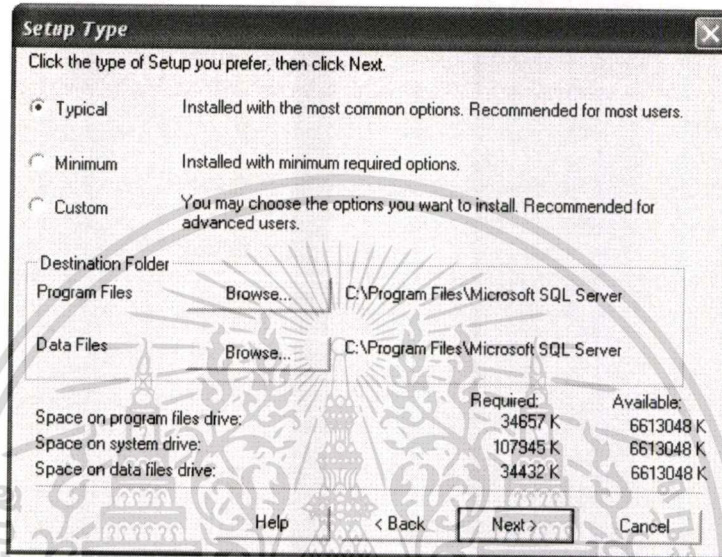 Setup Type
Click the type of Setup you prefer, then click Next.
Typical Installed with the most common options. Recommended for most users.
Minimum Installed with minimum required options.
Custom You may choose the options you want to install. Recommended for advanced users.
Destination Folder
Program Files Browse... C:\Program Files\Microsoft SQL Server
Data Files Browse... C:\Program Files\Microsoft SQL Server
Required: Available:
Space on program files drive: 34657 K 6613048 K
Space on system drive: 107945 K 6613048 K
Space on data files drive: 34432 K 6613048 K
Help < Back Next > Cancel